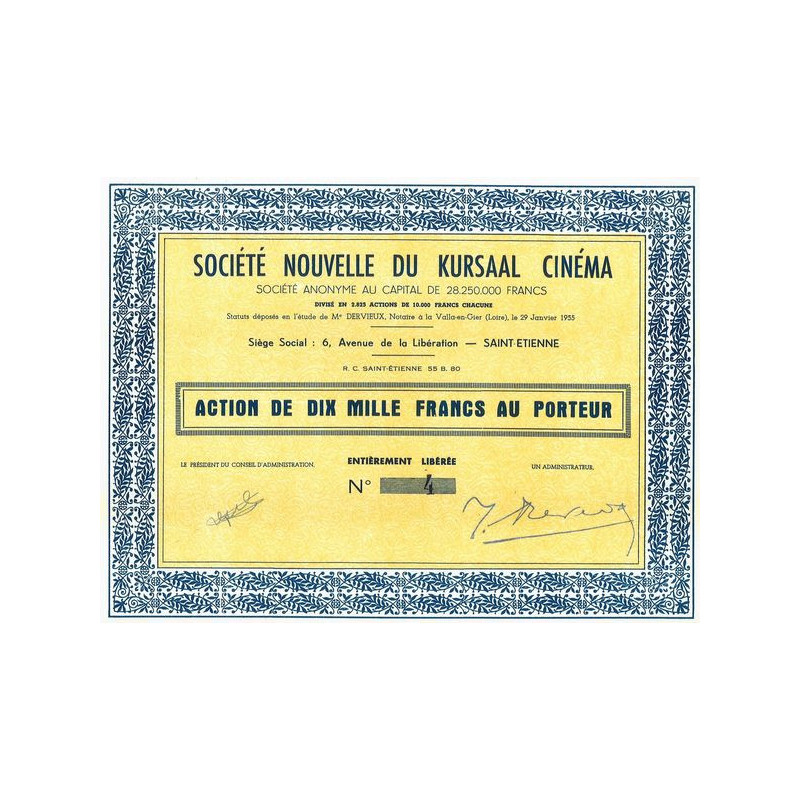 SOCIÉTÉ NOUVELLE DU KURSAAL CINÉMA
SOCIÉTÉ ANONYME AU CAPITAL DE 28.250.000 FRANCS
DIVISÉ EN 2.825 ACTIONS DE 10.000 FRANCS CHACUNE
Statuts déposés en l'étude de Me DERVIEUX, Notaire à la Valla-en-Gier (Loire), le 29 Janvier 1955
Siège Social : 6, Avenue de la Libération — SAINT-ETIENNE
R. C. SAINT-ÉTIENNE 55 B. 80
ACTION DE DIX MILLE FRANCS AU PORTEUR
LE PRÉSIDENT DU CONSEIL D'ADMINISTRATION.
ENTIÈREMENT LIBÉRÉE
UN ADMINISTRATEUR.
N° 4